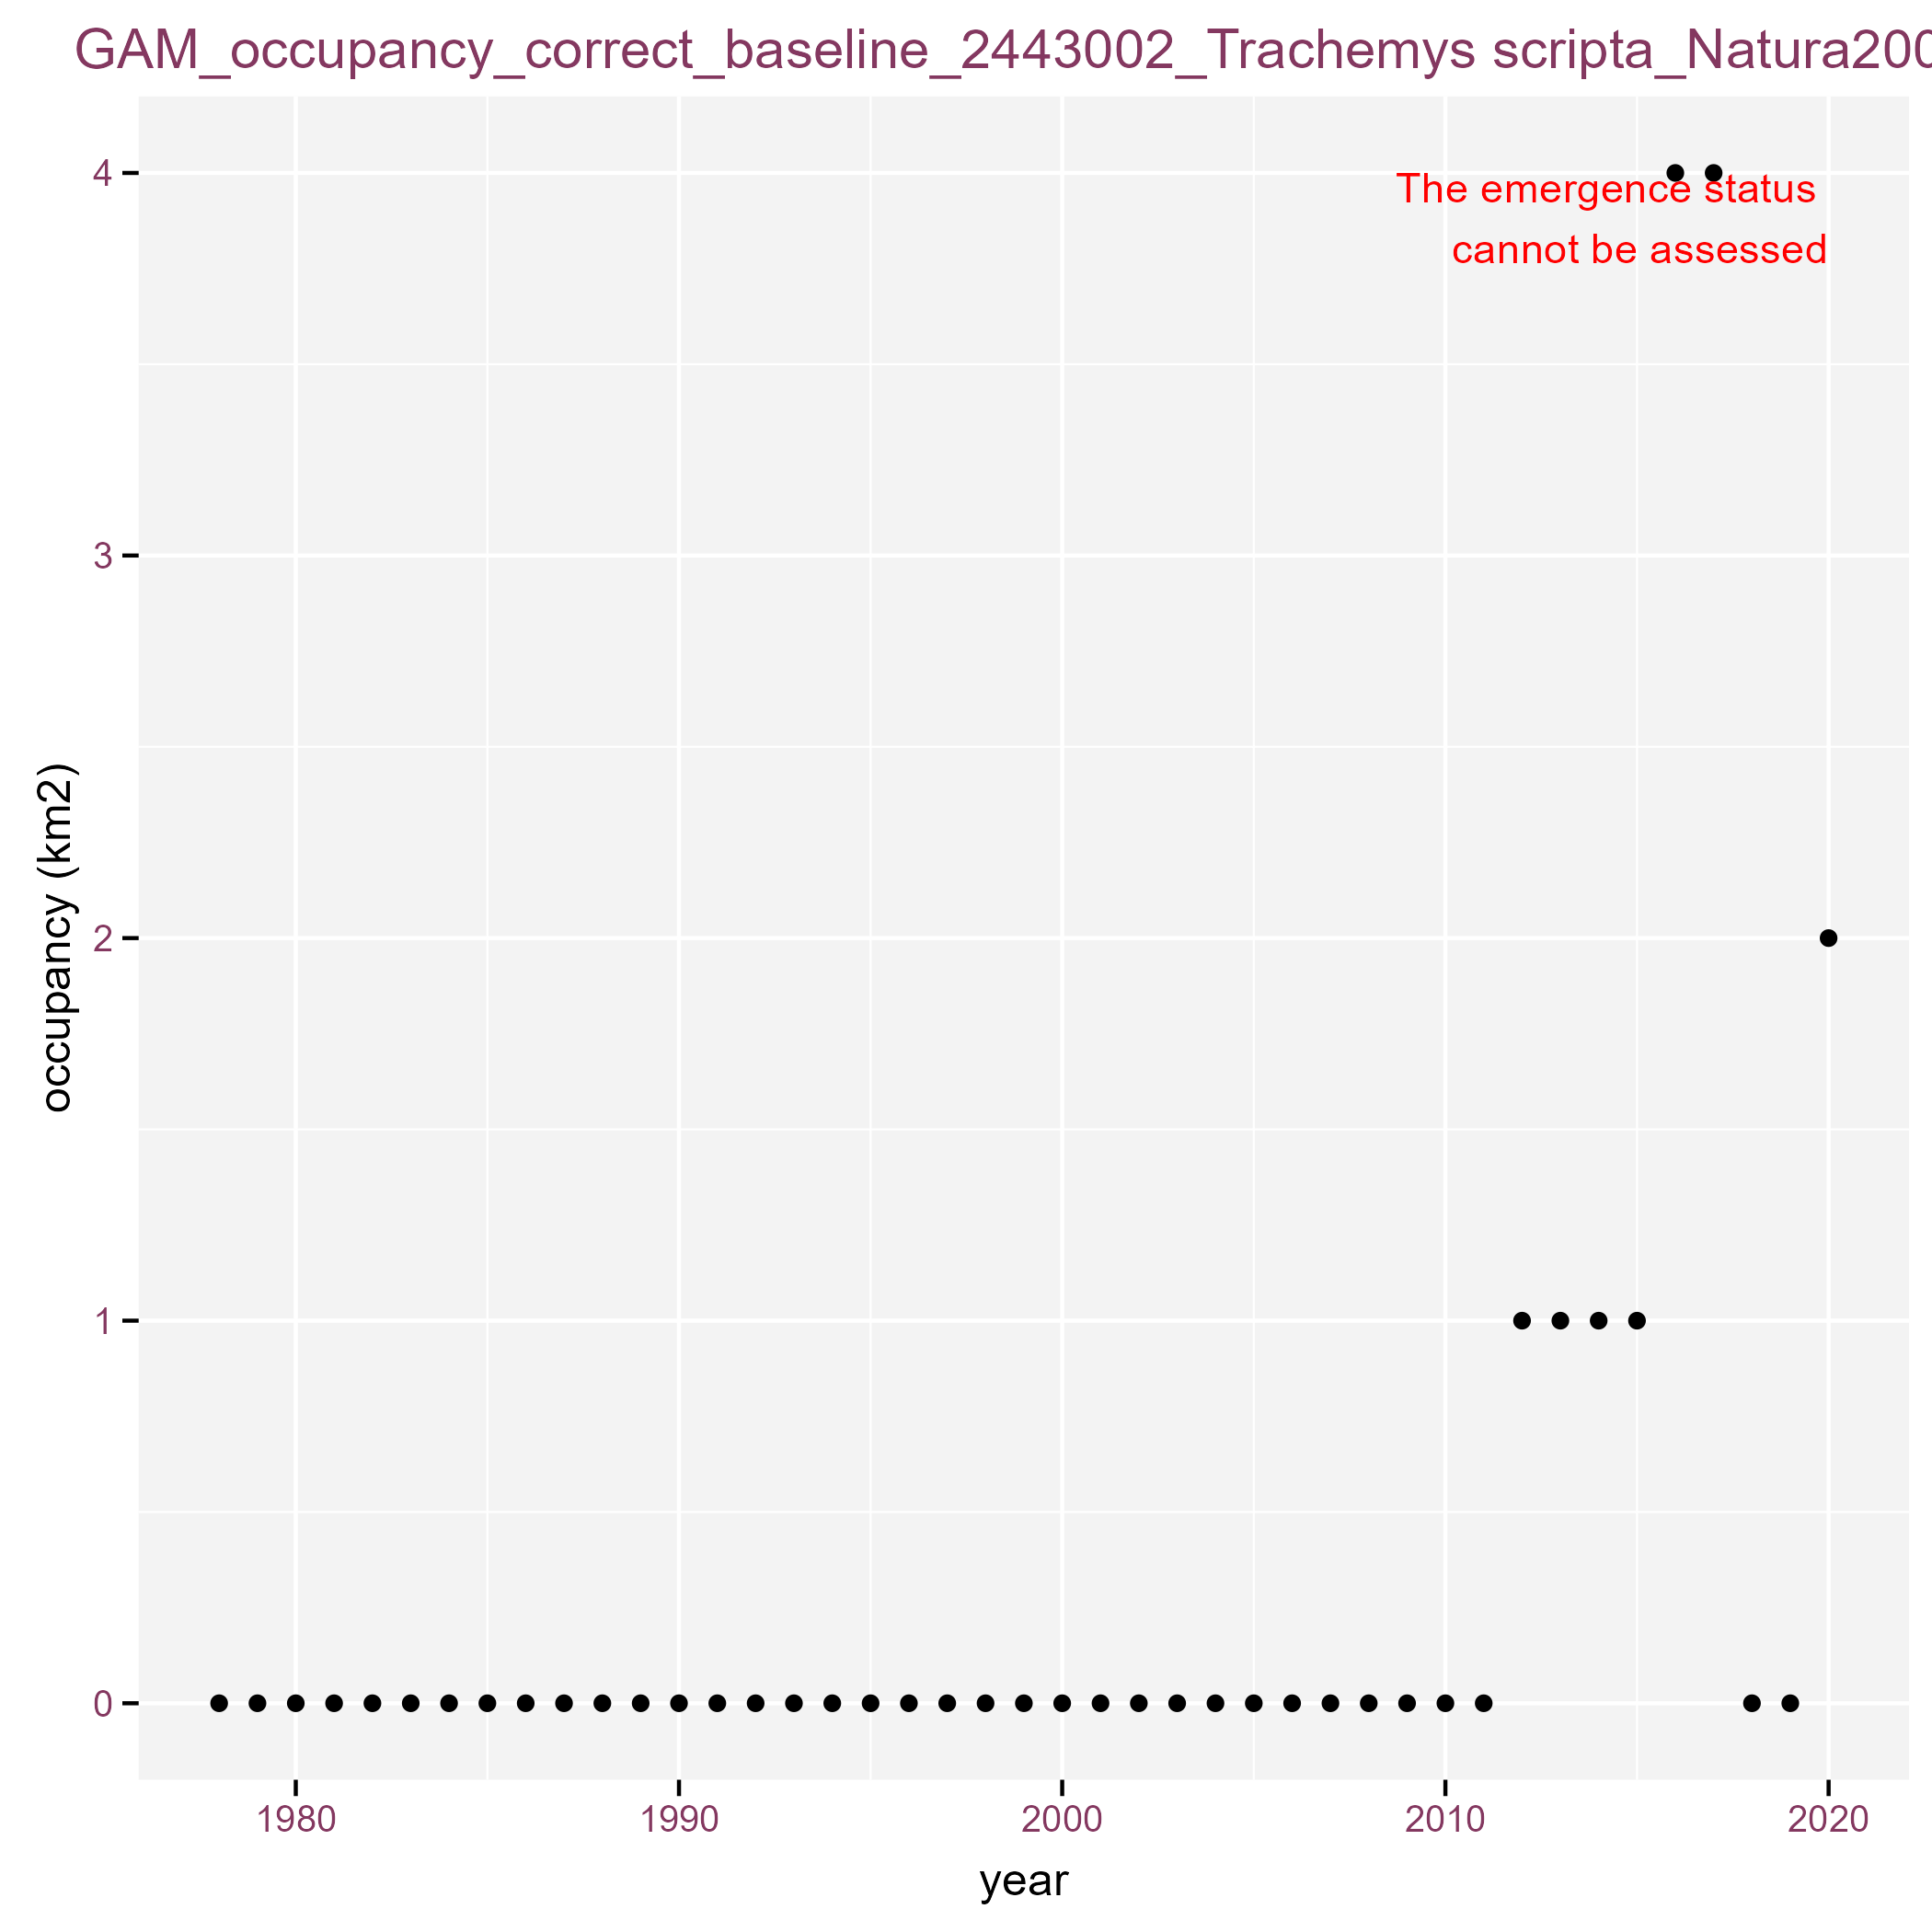 GAM_occupancy_correct_baseline_2443002_Trachemys scripta_Natura200
4
The emergence status
cannot be assessed
3
2
1
0
occupancy (km2)
1980 1990 2000 2010 2020
year